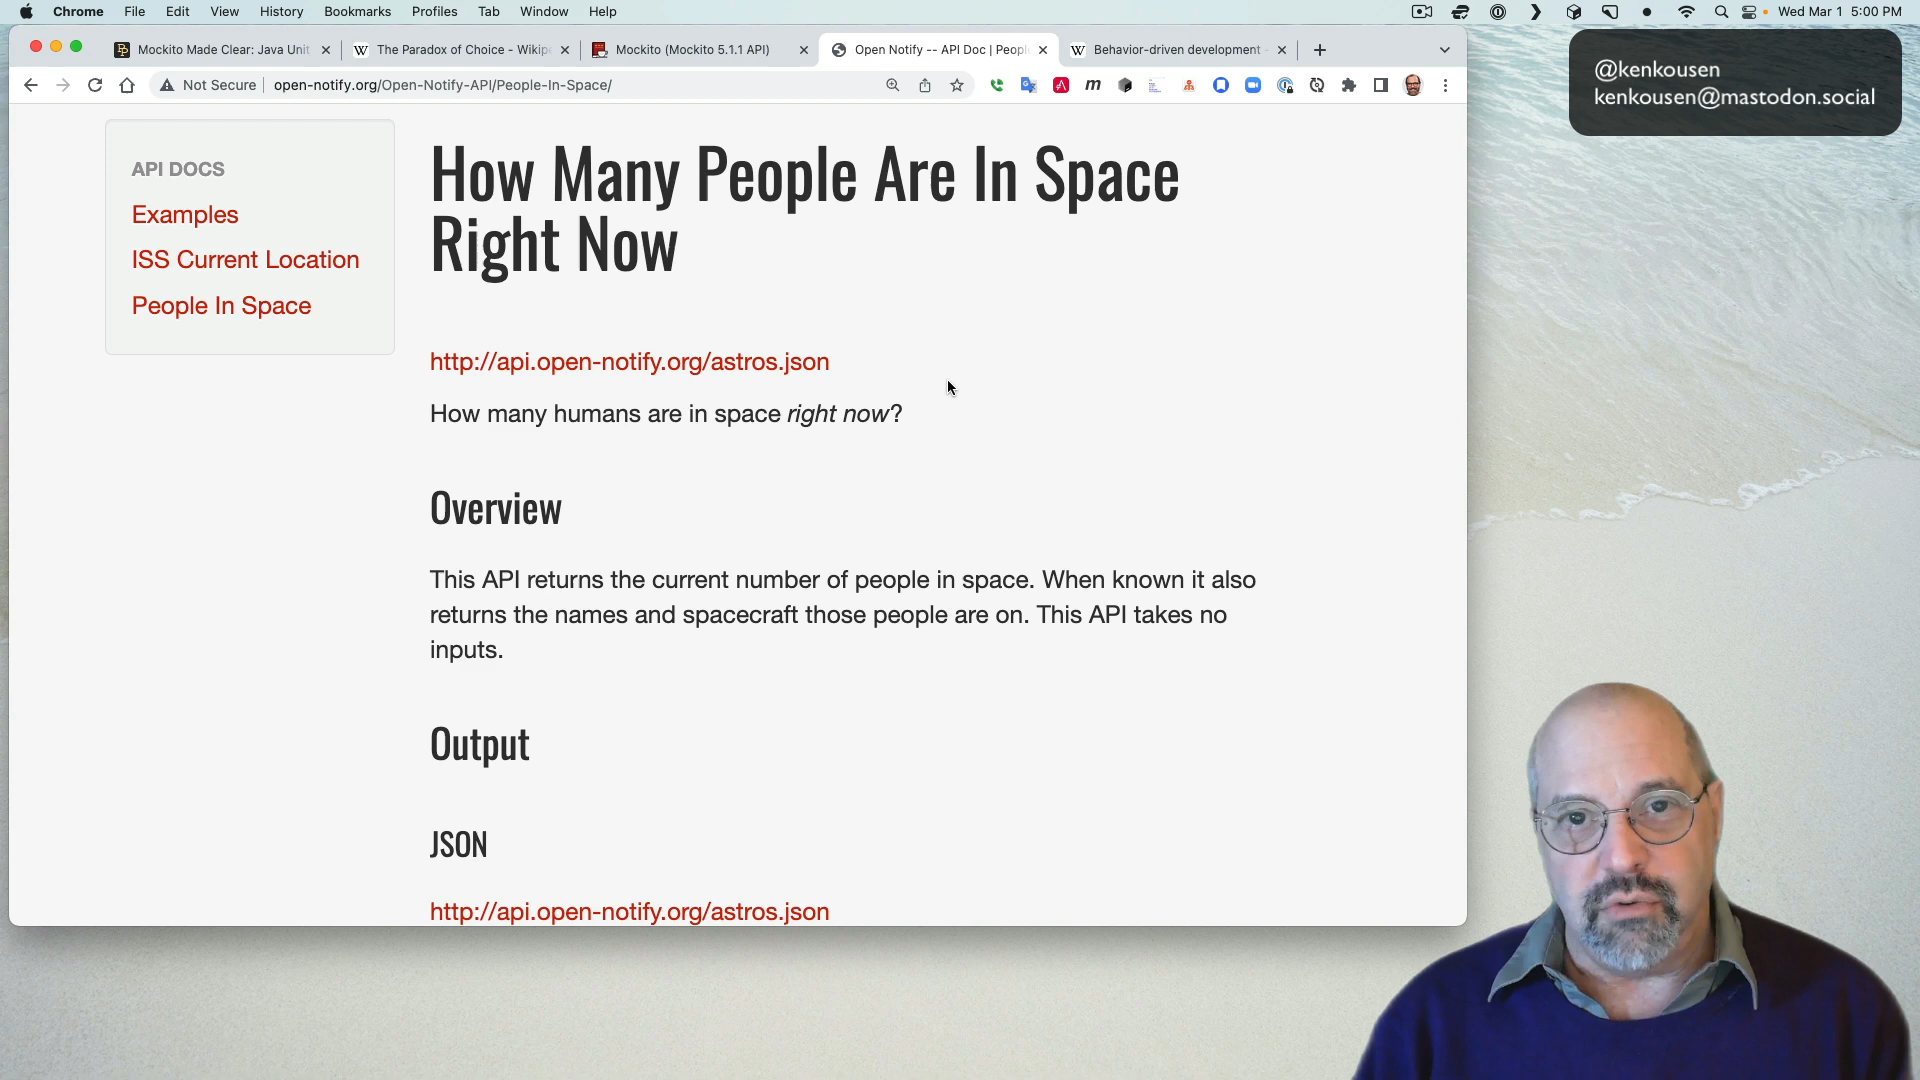 Chrome File Edit View History Bookmarks Profiles Tab Window Help
Wed Mar 1 5:00 PM
Mockito Made Clear: Java Unit
The Paradox of Choice - Wikip
Mockito (Mockito 5.1.1 API)
Open Notify -- API Doc | Peopl
Behavior-driven development -
Not Secure open-notify.org/Open-Notify-API/People-In-Space/
@kenkousen
kenkousen@mastodon.social
API DOCS
Examples
ISS Current Location
People In Space
How Many People Are In Space
Right Now
http://api.open-notify.org/astros.json
How many humans are in space right now?
Overview
This API returns the current number of people in space. When known it also
returns the names and spacecraft those people are on. This API takes no
inputs.
Output
JSON
http://api.open-notify.org/astros.json